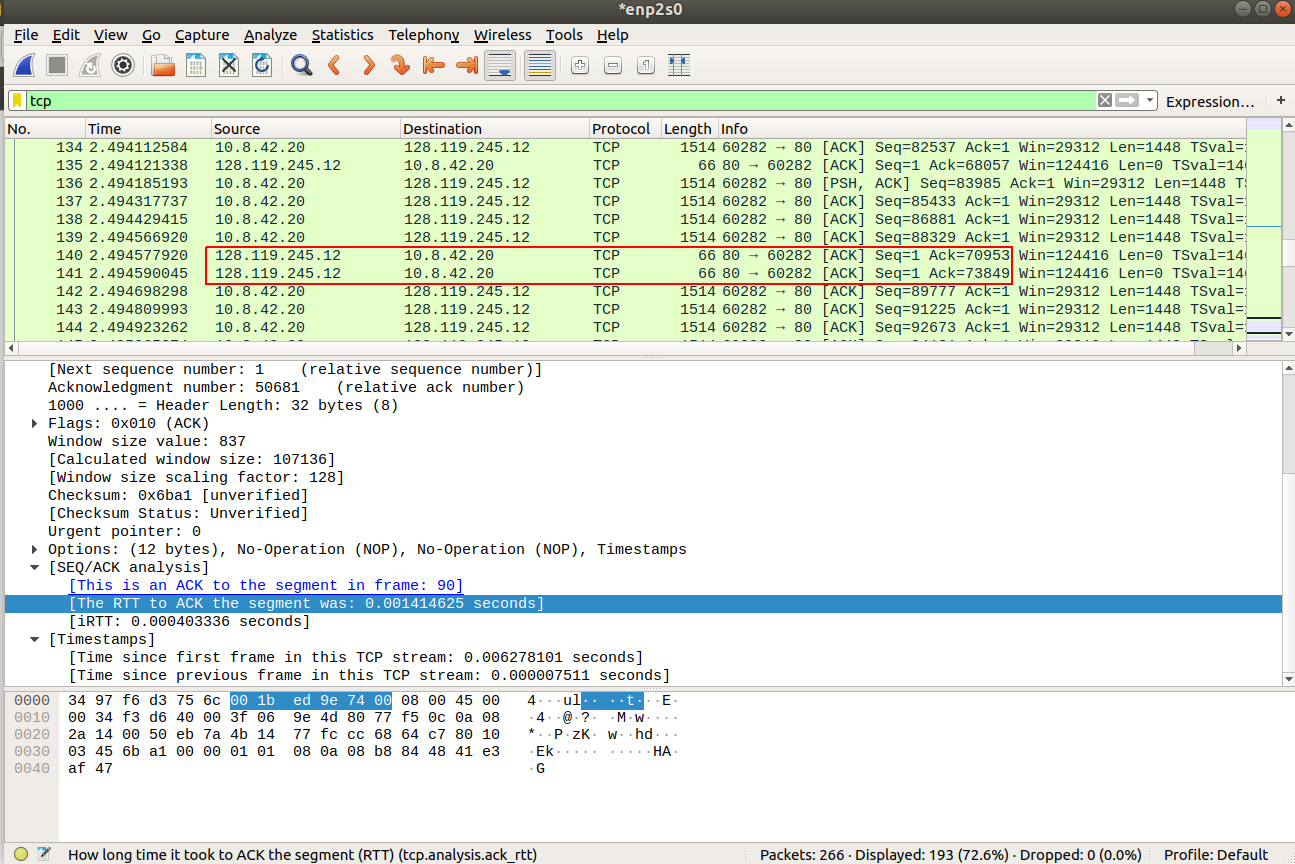 *enp2s0
File Edit View Go Capture Analyze Statistics Telephony Wireless Tools Help
tcp Expression… +
No. Time Source Destination Protocol Length Info
134 2.494112584 10.8.42.20 128.119.245.12 TCP 1514 60282 → 80 [ACK] Seq=82537 Ack=1 Win=29312 Len=1448 TSval=
135 2.494121338 128.119.245.12 10.8.42.20 TCP 66 80 → 60282 [ACK] Seq=1 Ack=68057 Win=124416 Len=0 TSval=14
136 2.494185193 10.8.42.20 128.119.245.12 TCP 1514 60282 → 80 [PSH, ACK] Seq=83985 Ack=1 Win=29312 Len=1448 TS
137 2.494317737 10.8.42.20 128.119.245.12 TCP 1514 60282 → 80 [ACK] Seq=85433 Ack=1 Win=29312 Len=1448 TSval=
138 2.494429415 10.8.42.20 128.119.245.12 TCP 1514 60282 → 80 [ACK] Seq=86881 Ack=1 Win=29312 Len=1448 TSval=
139 2.494566920 10.8.42.20 128.119.245.12 TCP 1514 60282 → 80 [ACK] Seq=88329 Ack=1 Win=29312 Len=1448 TSval=
140 2.494577920 128.119.245.12 10.8.42.20 TCP 66 80 → 60282 [ACK] Seq=1 Ack=70953 Win=124416 Len=0 TSval=14
141 2.494590045 128.119.245.12 10.8.42.20 TCP 66 80 → 60282 [ACK] Seq=1 Ack=73849 Win=124416 Len=0 TSval=14
142 2.494698298 10.8.42.20 128.119.245.12 TCP 1514 60282 → 80 [ACK] Seq=89777 Ack=1 Win=29312 Len=1448 TSval=
143 2.494809993 10.8.42.20 128.119.245.12 TCP 1514 60282 → 80 [ACK] Seq=91225 Ack=1 Win=29312 Len=1448 TSval=
144 2.494923262 10.8.42.20 128.119.245.12 TCP 1514 60282 → 80 [ACK] Seq=92673 Ack=1 Win=29312 Len=1448 TSval=
[Next sequence number: 1 (relative sequence number)]
Acknowledgment number: 50681 (relative ack number)
1000 .... = Header Length: 32 bytes (8)
Flags: 0x010 (ACK)
Window size value: 837
[Calculated window size: 107136]
[Window size scaling factor: 128]
Checksum: 0x6ba1 [unverified]
[Checksum Status: Unverified]
Urgent pointer: 0
Options: (12 bytes), No-Operation (NOP), No-Operation (NOP), Timestamps
[SEQ/ACK analysis]
[This is an ACK to the segment in frame: 90]
[The RTT to ACK the segment was: 0.001414625 seconds]
[iRTT: 0.000403336 seconds]
[Timestamps]
[Time since first frame in this TCP stream: 0.006278101 seconds]
[Time since previous frame in this TCP stream: 0.000007511 seconds]
0000 34 97 f6 d3 75 6c 00 1b ed 9e 74 00 08 00 45 00 4···ul·· ··t···E·
0010 00 34 f3 d6 40 00 3f 06 9e 4d 80 77 f5 0c 0a 08 ·4··@·?· ·M·w····
0020 2a 14 00 50 eb 7a 4b 14 77 fc cc 68 64 c7 80 10 *··P·zK· w··hd···
0030 03 45 6b a1 00 00 01 01 08 0a 08 b8 84 48 41 e3 ·Ek····· ·····HA·
0040 af 47 ·G
How long time it took to ACK the segment (RTT) (tcp.analysis.ack_rtt) Packets: 266 · Displayed: 193 (72.6%) · Dropped: 0 (0.0%) Profile: Default